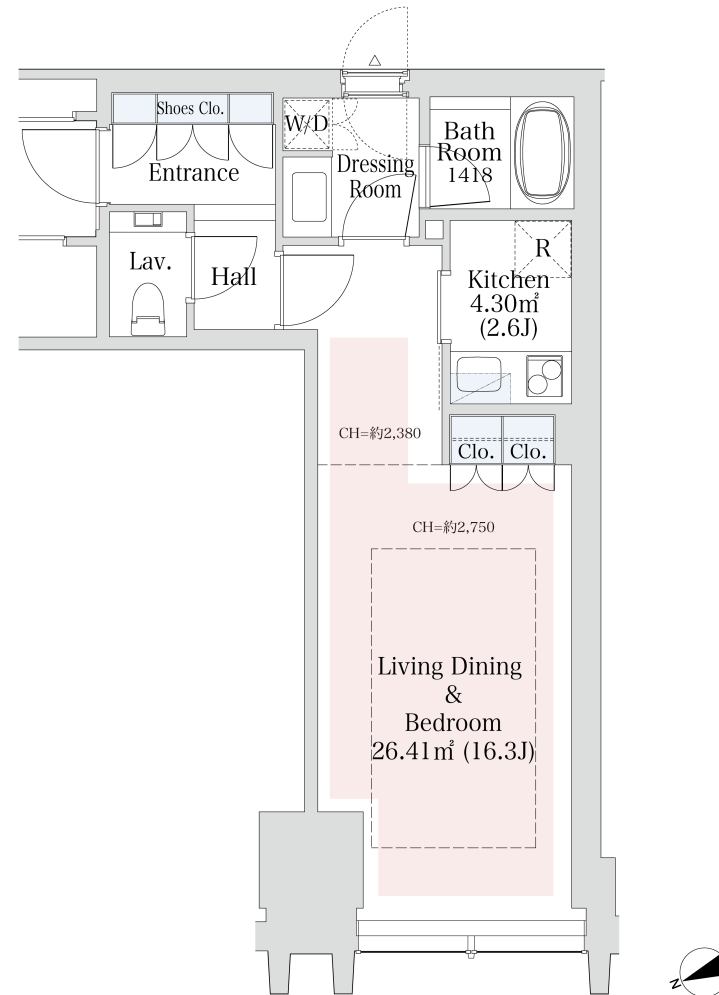 Shoes Clo.
Entrance
W/D
Dressing
Room
Bath
Room
1418
Lav.
Hall
R
Kitchen
4.30㎡
(2.6J)
CH=約2,380
Clo.
Clo.
CH=約2,750
Living Dining
&
Bedroom
26.41㎡ (16.3J)
N